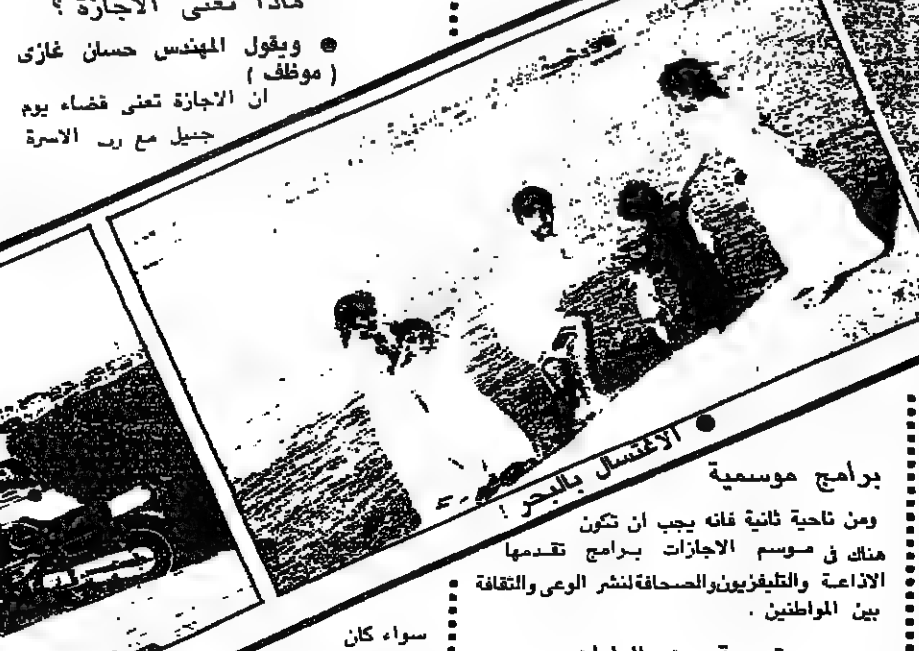 ماذا تعنى الاجازة ؟
● ويقول المهندس حسان غازى
( موظف )
ان الاجازة تعنى قضاء يوم
جنيل مع رب الاسرة
● الاغتسال بالبحر !
برامج موسمية
ومن ناحية ثانية فانه يجب ان تكون
هناك فى موسم الاجازات برامج تقدمها
الاذاعة والتليفزيون والصحافة لنشر الوعى والثقافة
بين المواطنين .
سواء كان